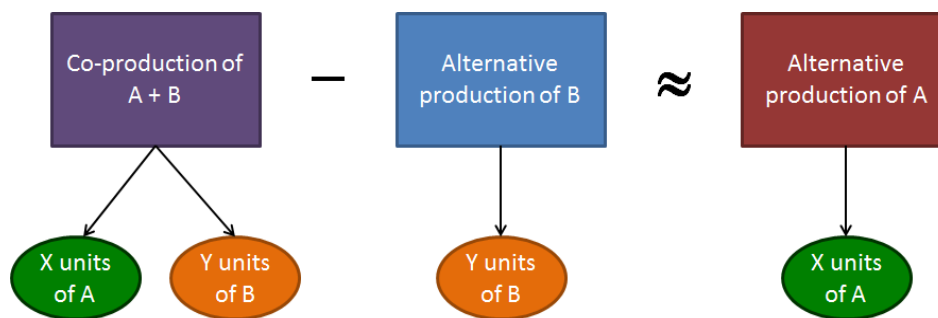 Co-production of
A + B
–
Alternative
production of B
≈
Alternative
production of A
X units
of A
Y units
of B
Y units
of B
X units
of A